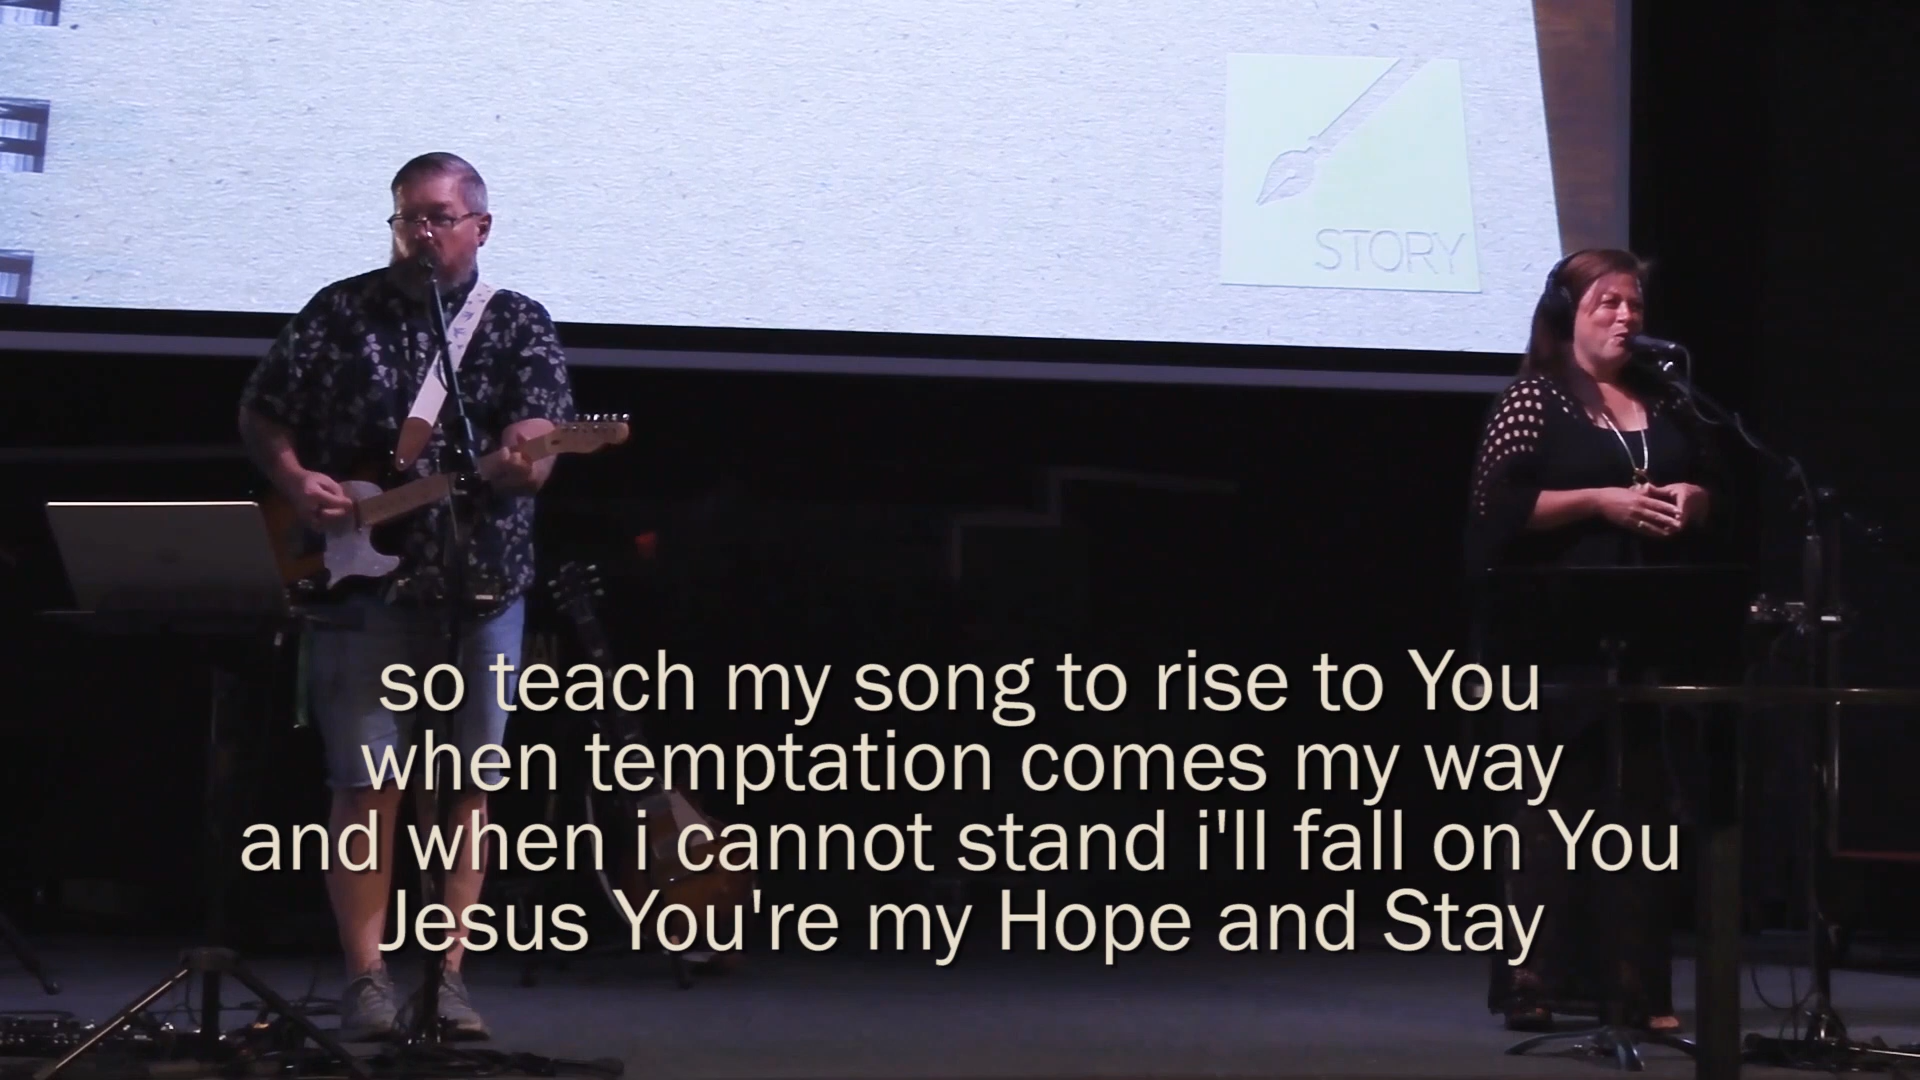 STORY
so teach my song to rise to You
when temptation comes my way
and when i cannot stand i'll fall on You
Jesus You're my Hope and Stay